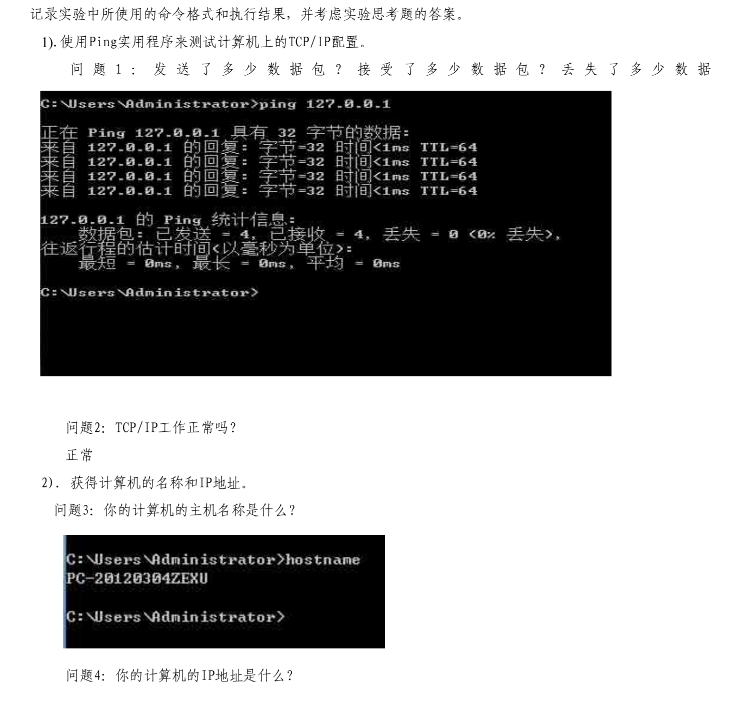 记录实验中所使用的命令格式和执行结果，并考虑实验思考题的答案。
1).使用Ping实用程序来测试计算机上的TCP/IP配置。
问题1：发送了多少数据包？接受了多少数据包？丢失了多少数据
C:\Users\Administrator>ping 127.0.0.1
正在 Ping 127.0.0.1 具有 32 字节的数据:
来自 127.0.0.1 的回复: 字节=32 时间<1ms TTL=64
来自 127.0.0.1 的回复: 字节=32 时间<1ms TTL=64
来自 127.0.0.1 的回复: 字节=32 时间<1ms TTL=64
来自 127.0.0.1 的回复: 字节=32 时间<1ms TTL=64
127.0.0.1 的 Ping 统计信息:
数据包: 已发送 = 4, 已接收 = 4, 丢失 = 0 (0% 丢失),
往返行程的估计时间(以毫秒为单位):
最短 = 0ms, 最长 = 0ms, 平均 = 0ms
C:\Users\Administrator>
问题2：TCP/IP工作正常吗？
正常
2). 获得计算机的名称和IP地址。
问题3：你的计算机的主机名称是什么？
C:\Users\Administrator>hostname
PC-20120304ZEXU
C:\Users\Administrator>
问题4：你的计算机的IP地址是什么？